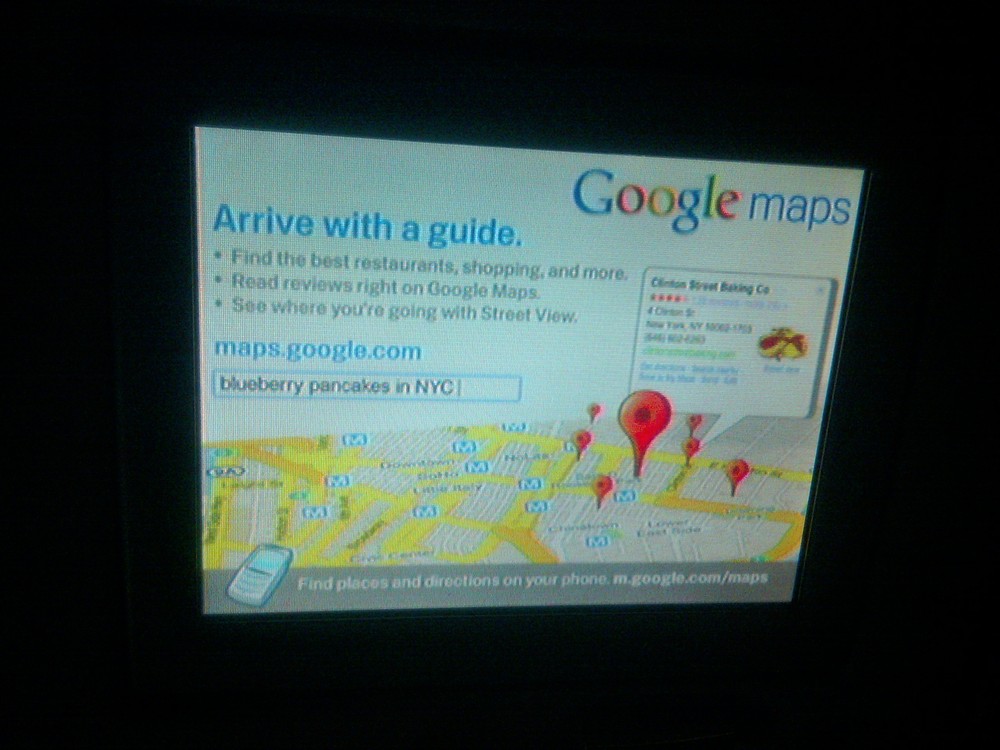 Google maps
Arrive with a guide.
• Find the best restaurants, shopping, and more.
• Read reviews right on Google Maps.
• See where you're going with Street View.
maps.google.com
blueberry pancakes in NYC
Clinton Street Baking Co
4 Clinton St
New York, NY 10002-1703
Downtown
SoHo
Little Italy
NoLita
Chinatown
Lower
East Side
Civic Center
M
M
M
M
M
M
M
M
M
M
M
Find places and directions on your phone. m.google.com/maps